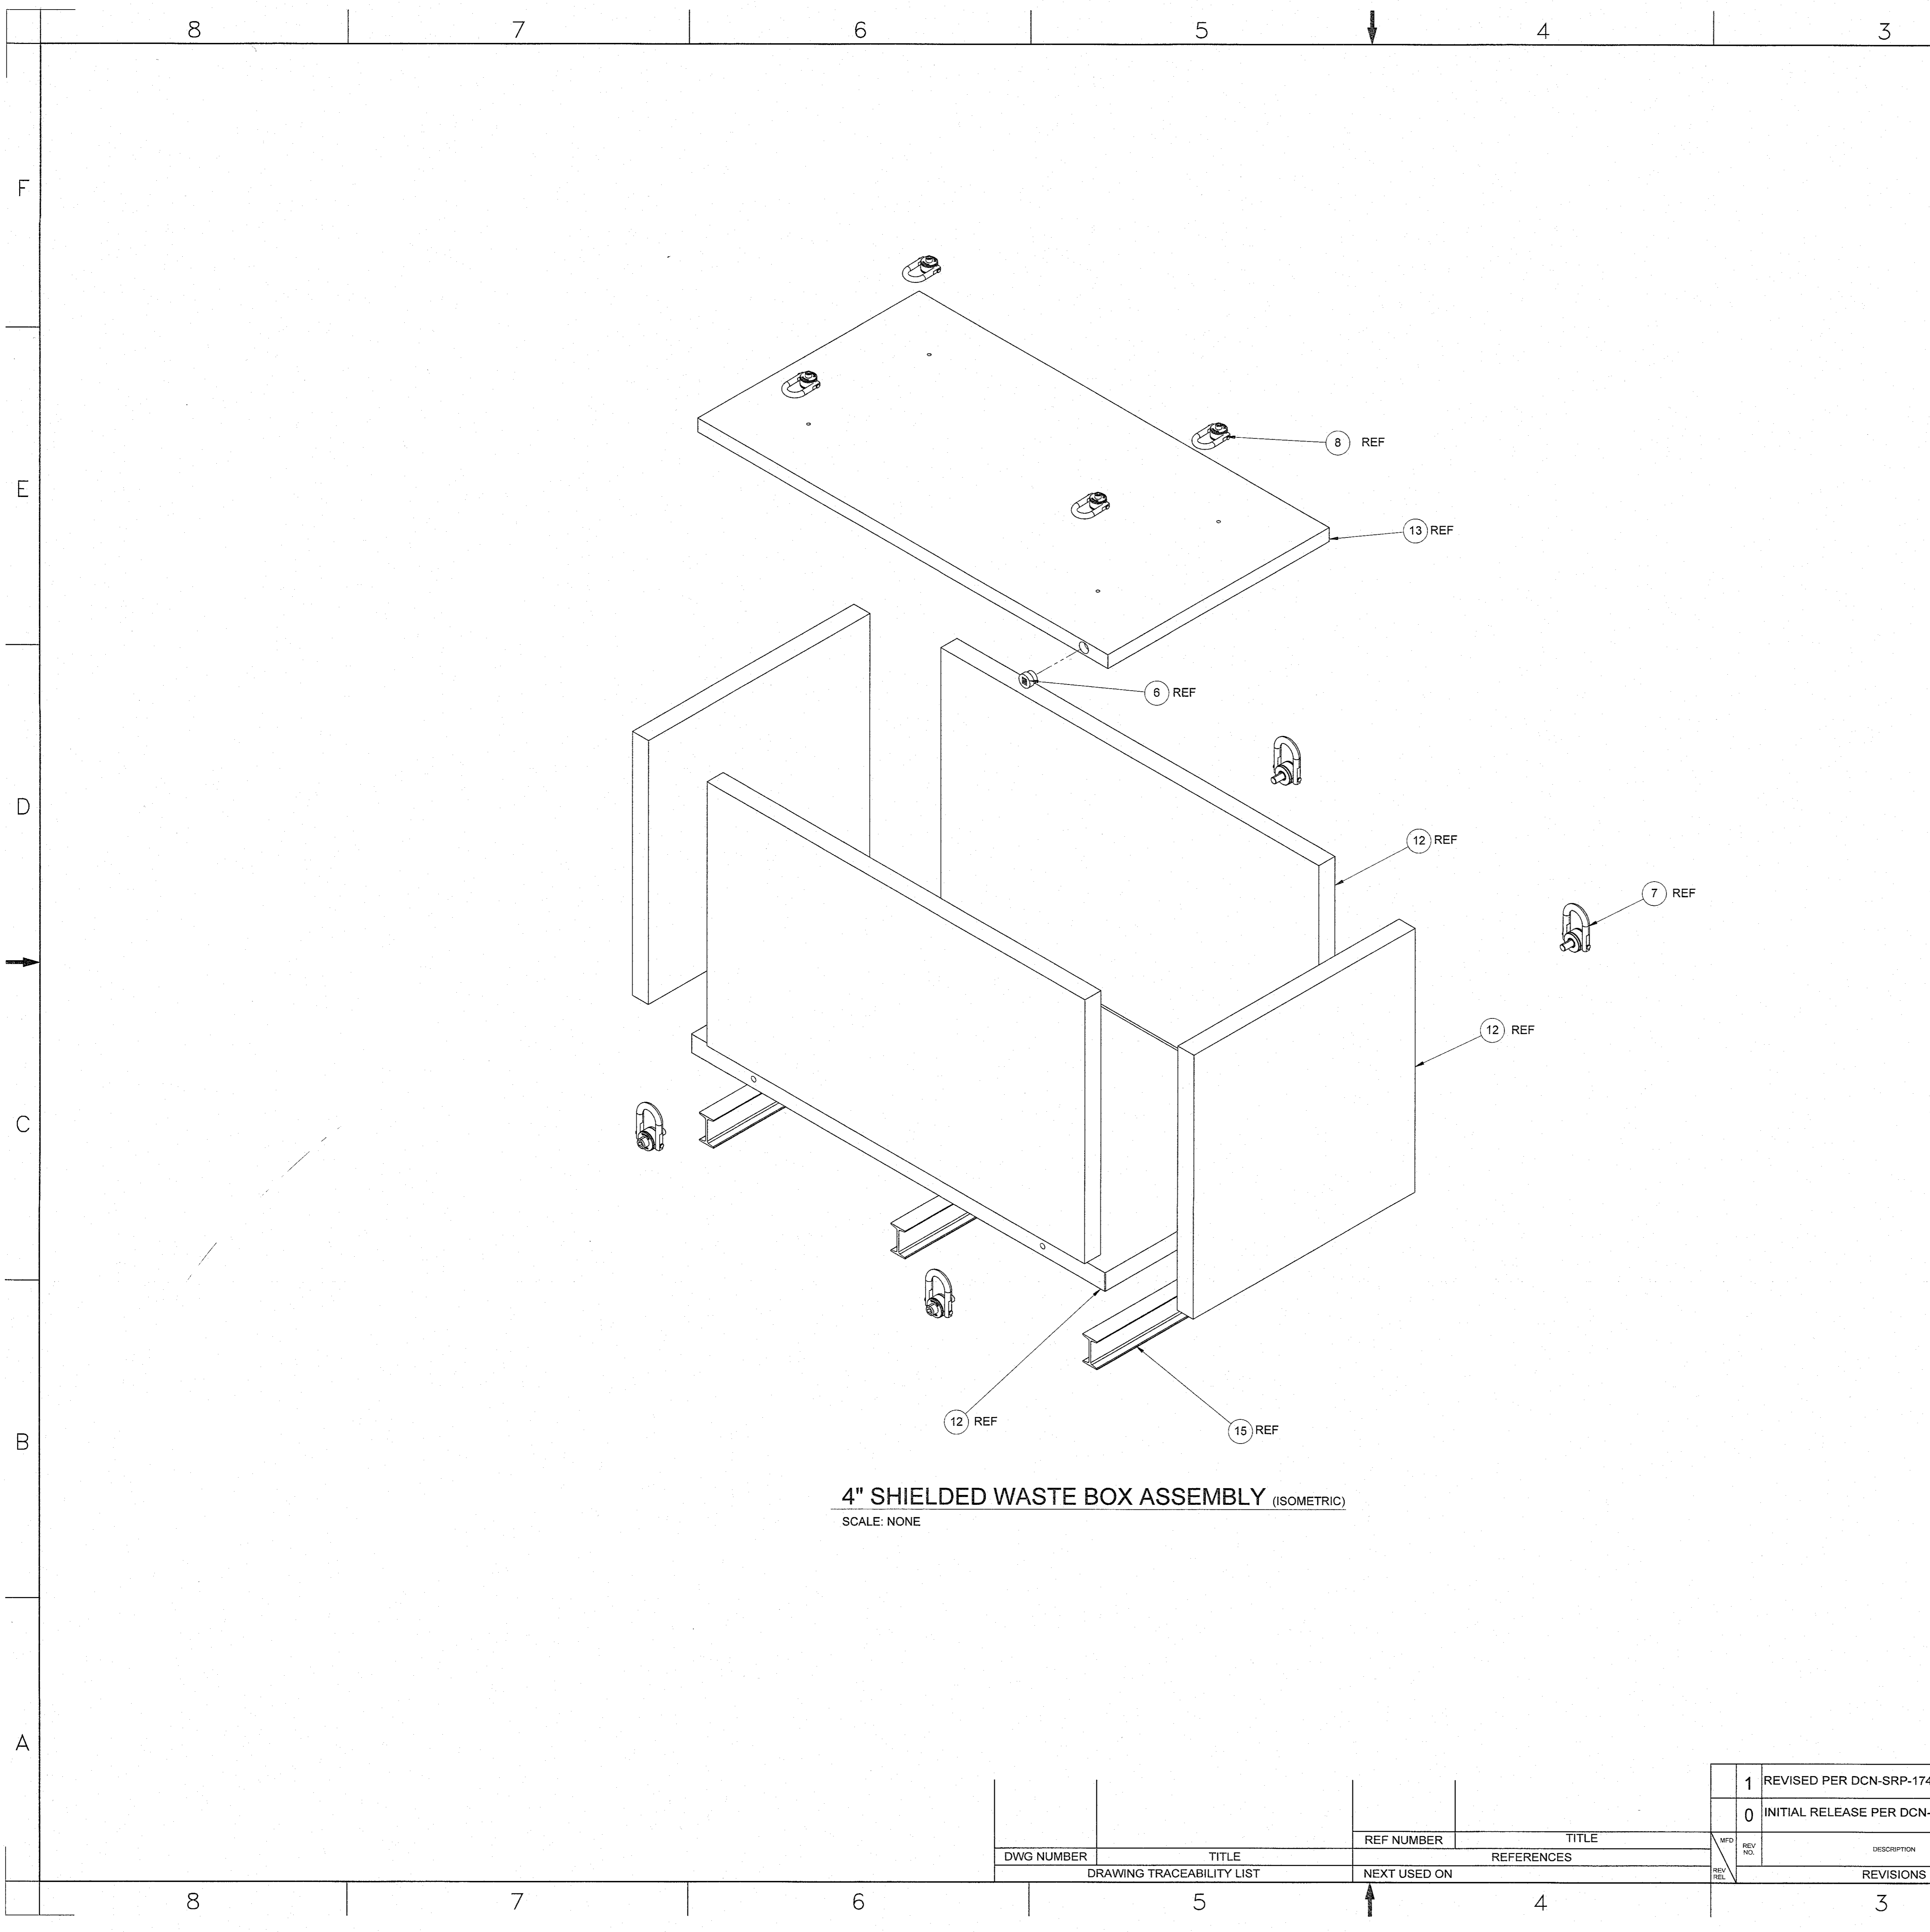 8 7 6 5 4 3
F
E
D
C
B
A
8 REF
13 REF
6 REF
12 REF
7 REF
12 REF
12 REF
15 REF
4" SHIELDED WASTE BOX ASSEMBLY (ISOMETRIC)
SCALE: NONE
1 REVISED PER DCN-SRP-174
0 INITIAL RELEASE PER DCN-
REF NUMBER TITLE
MFD REV NO. DESCRIPTION
DWG NUMBER TITLE REFERENCES
DRAWING TRACEABILITY LIST NEXT USED ON
REV REL REVISIONS
8 7 6 5 4 3